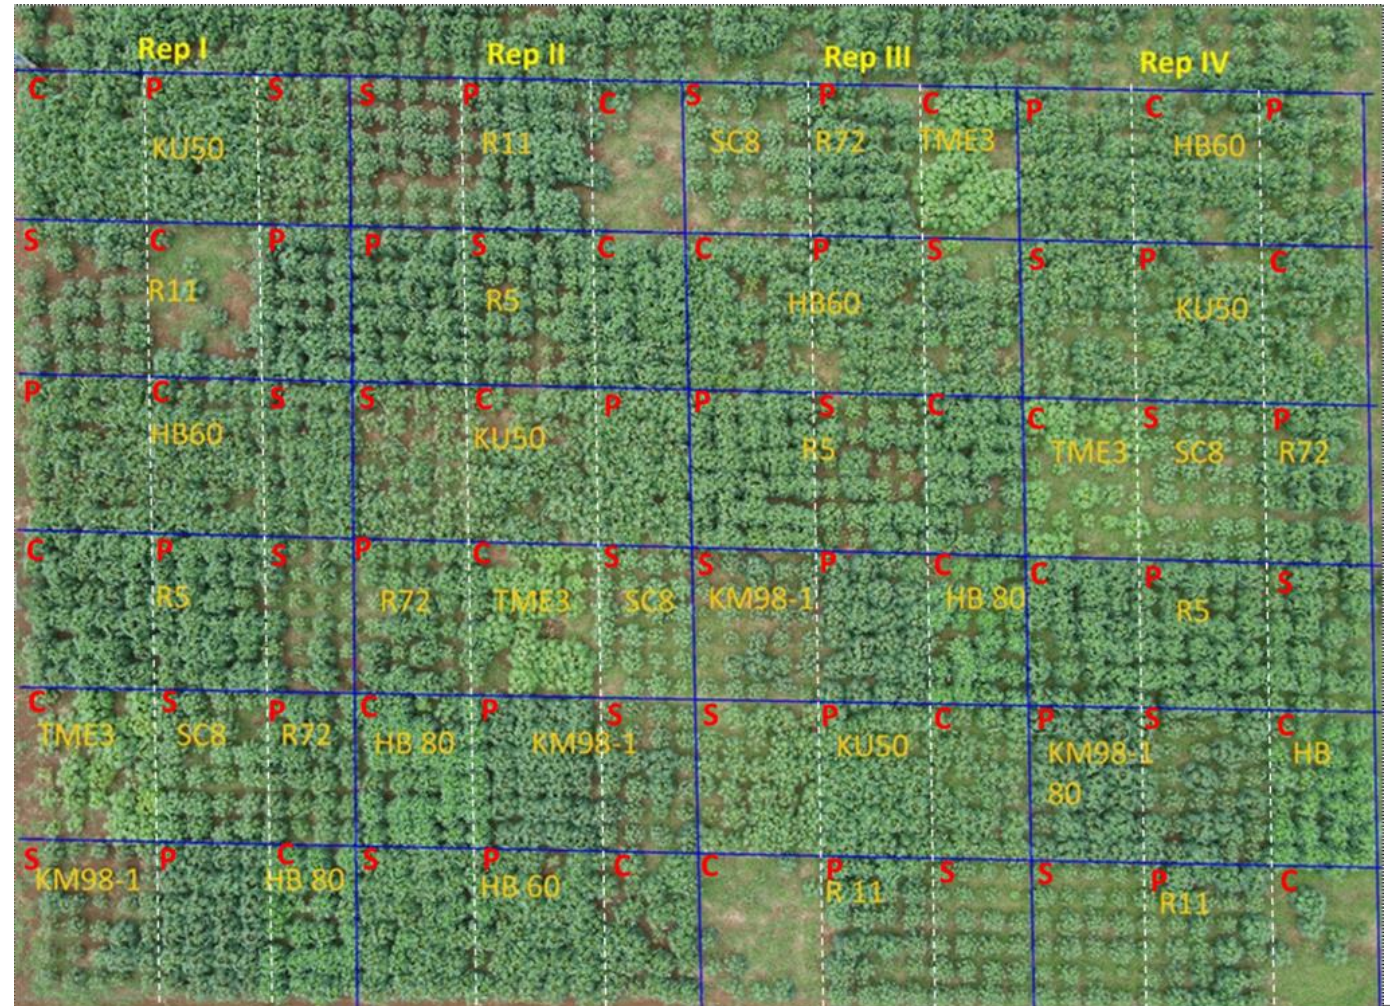 Rep I Rep II Rep III Rep IV
C P S S P C S P C P C P
KU50 R11 SC8 R72 TME3 HB60
S C P P S C C P S S P C
R11 R5 HB60 KU50
P C S S C P P S C C S P
HB60 KU50 R5 TME3 SC8 R72
C P S P C S S P C C P S
R5 R72 TME3 SC8 KM98-1 HB 80 R5
C S P C P S S P C P S C
TME3 SC8 R72 HB 80 KM98-1 KU50 KM98-1 HB
80
S P C S P C C P S S P C
KM98-1 HB 80 HB 60 R 11 R11